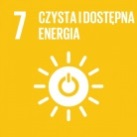 7 CZYSTA I DOSTĘPNA
ENERGIA